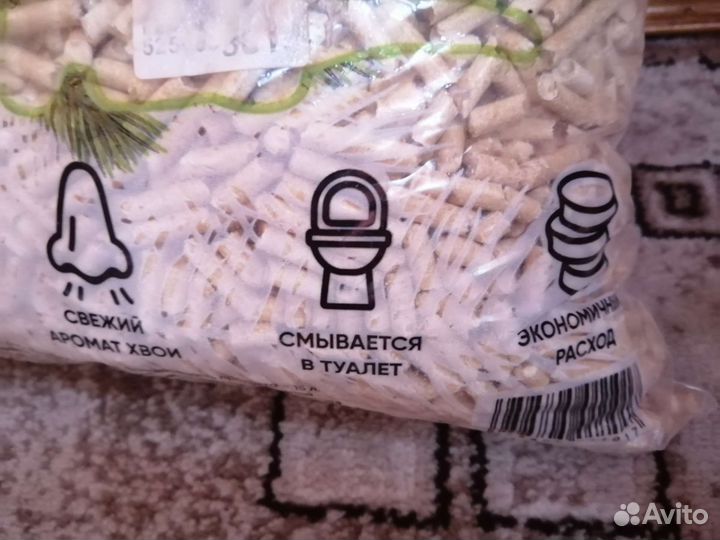 СВЕЖИЙ
АРОМАТ ХВОИ
СМЫВАЕТСЯ
В ТУАЛЕТ
РАСХОД
Avito